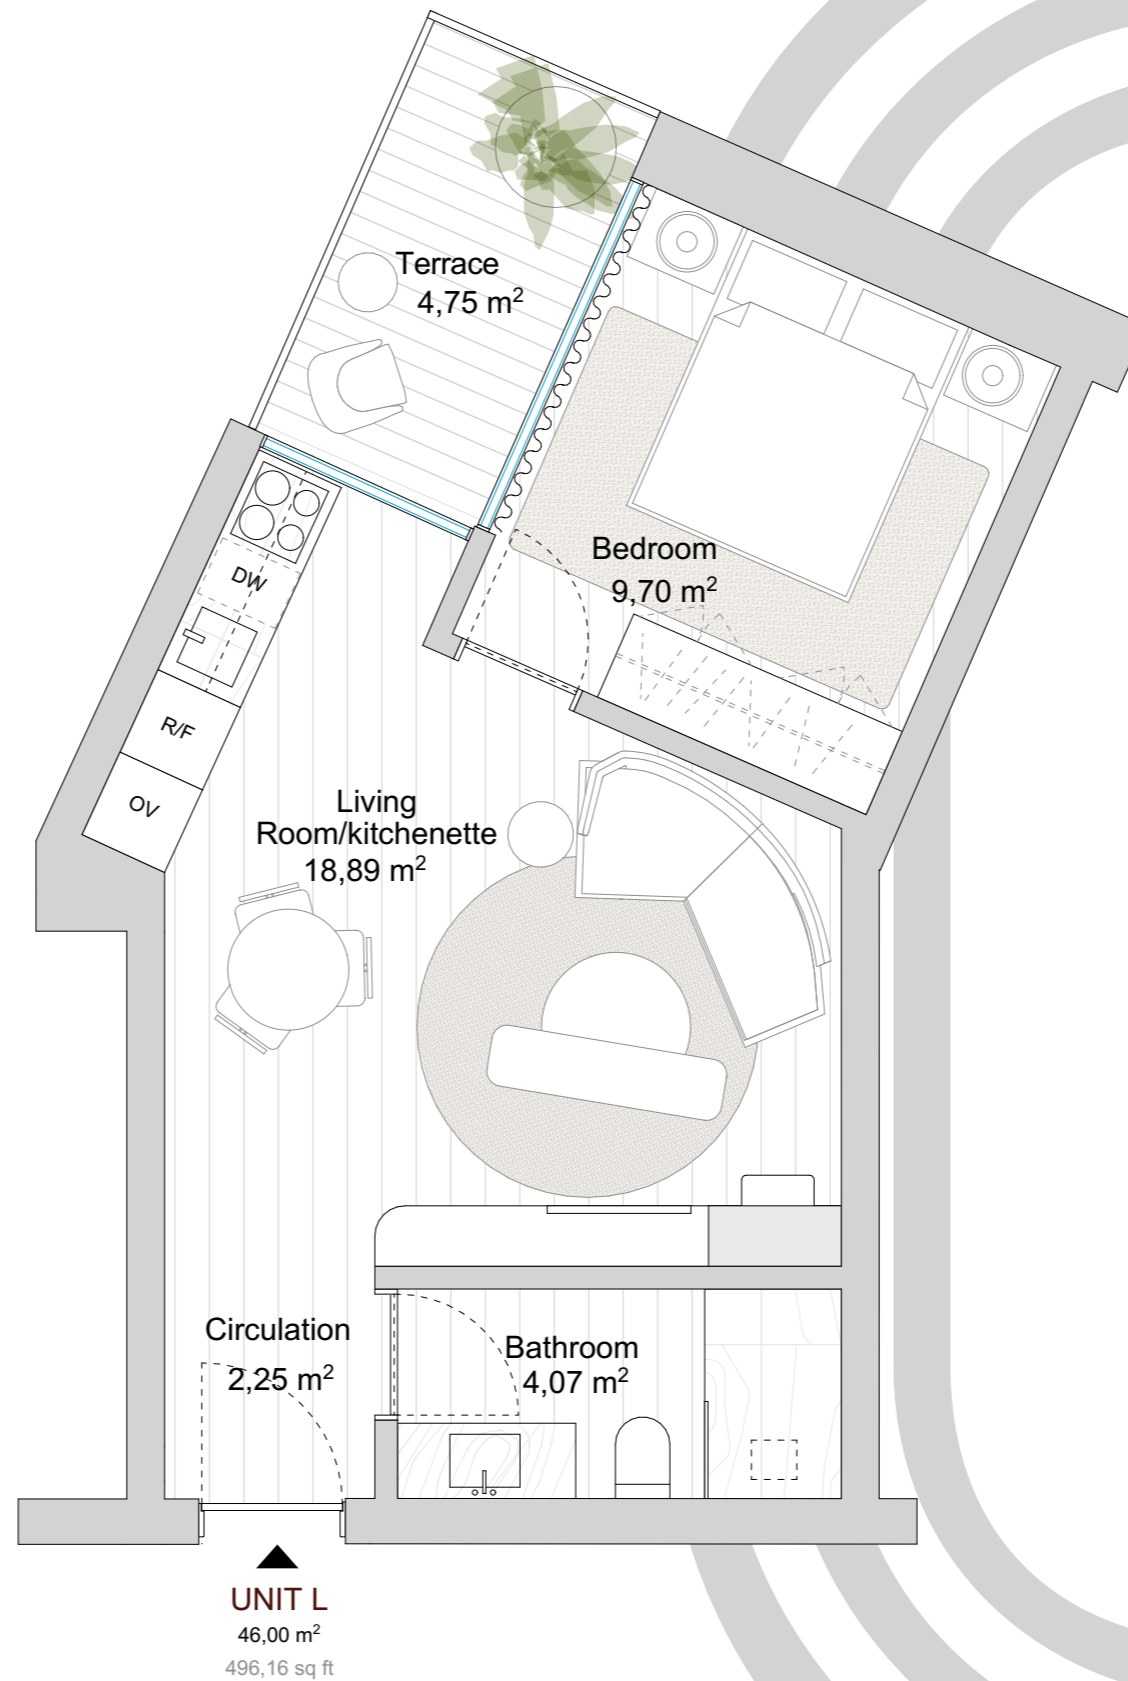 Terrace
4,75 m²
Bedroom
9,70 m²
DW
R/F
OV
Living
Room/kitchenette
18,89 m²
Circulation
2,25 m²
Bathroom
4,07 m²
UNIT L
46,00 m²
496,16 sq ft